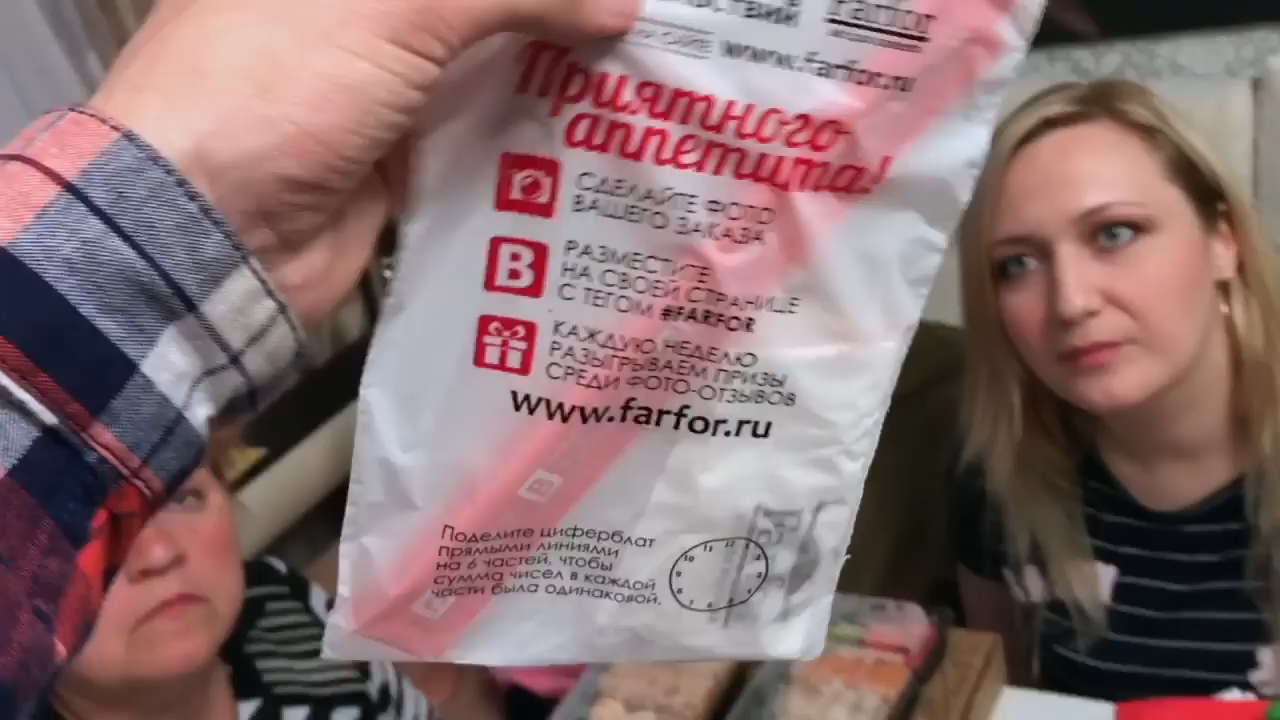 Farfor
www.farfor.ru
Приятного
аппетита!
СДЕЛАЙТЕ ФОТО
ВАШЕГО ЗАКАЗА
В
РАЗМЕСТИТЕ
НА СВОЕЙ СТРАНИЦЕ
С ТЕГОМ #FARFOR
КАЖДУЮ НЕДЕЛЮ
РАЗЫГРЫВАЕМ ПРИЗЫ
СРЕДИ ФОТО-ОТЗЫВОВ
www.farfor.ru
Поделите циферблат
прямыми линиями
на 6 частей, чтобы
сумма чисел в каждой
части была одинаковой.